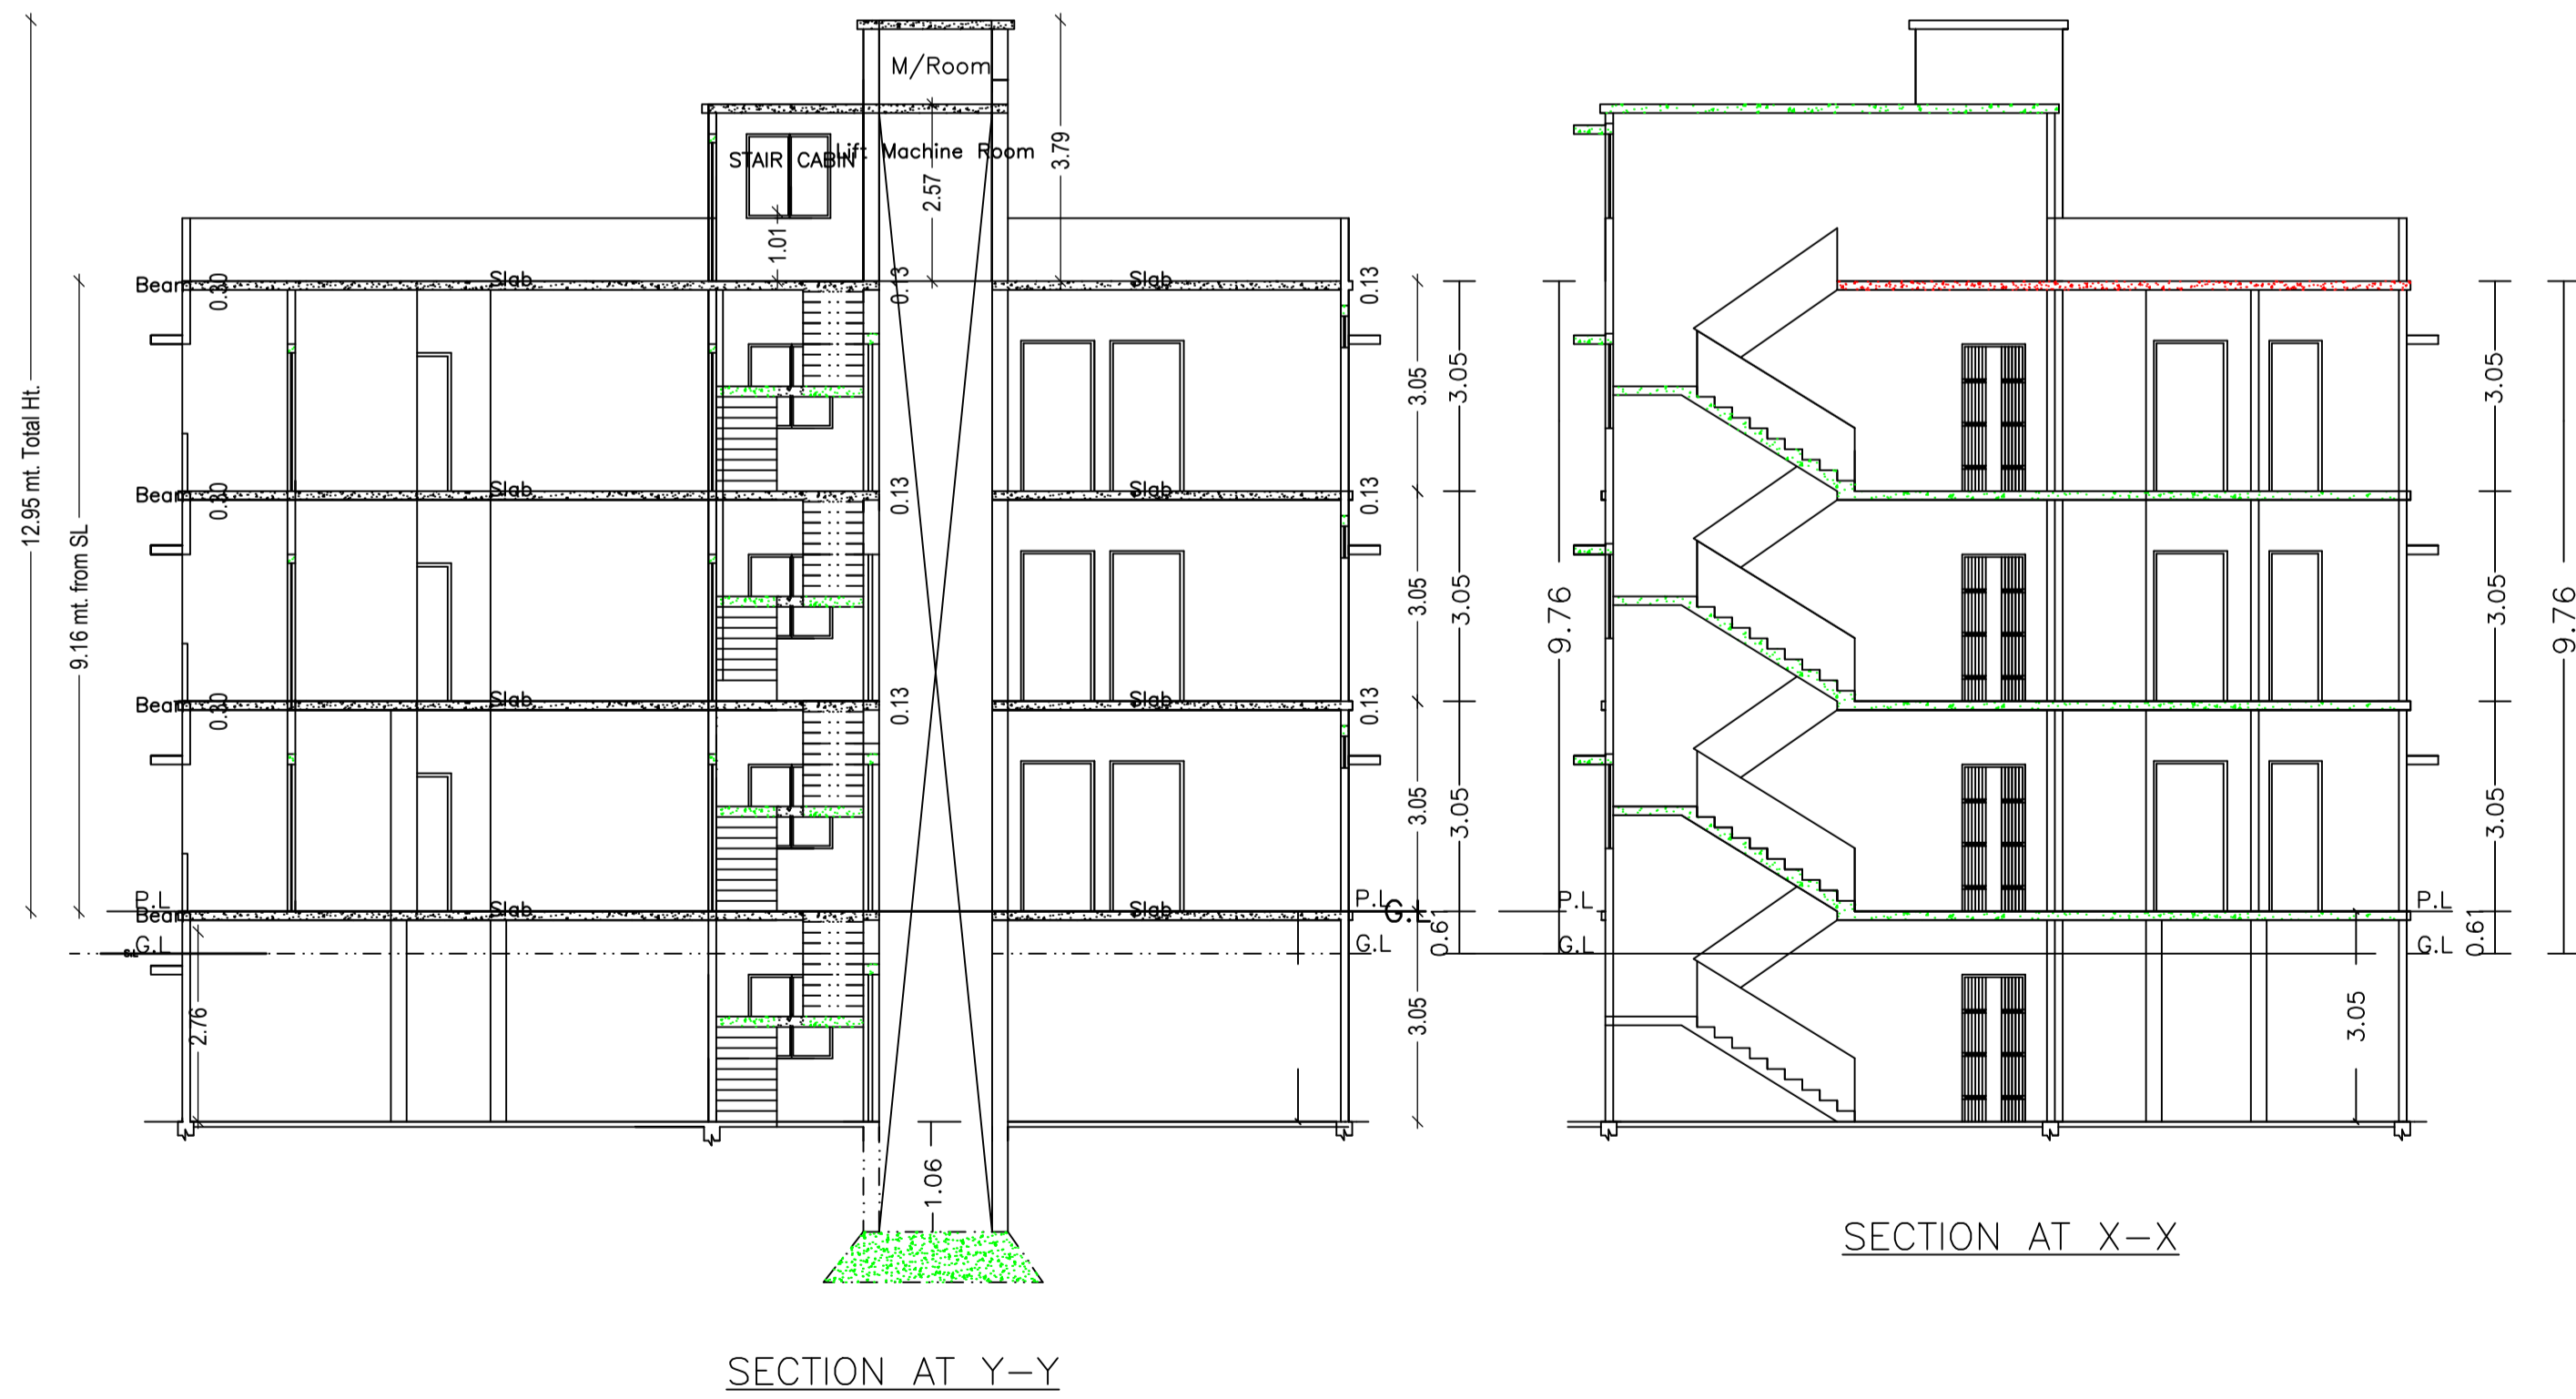 M/Room
STAIR CABIN
Lift Machine Room
3.79
2.57
1.01
12.95 mt. Total Ht.
9.16 mt. from SL
Bear
0.30
Slab
0.13
Slab
0.13
3.05
3.05
Bear
0.30
Slab
0.13
Slab
0.13
3.05
3.05
Bear
0.30
Slab
0.13
Slab
0.13
3.05
3.05
P.L
Bear
Slab
Slab
P.L
G.L
0.61
G.L
S.L
G.L
2.76
3.05
1.06
SECTION AT Y-Y
9.76
3.05
3.05
3.05
9.76
P.L
P.L
G.L
G.L
0.61
3.05
SECTION AT X-X